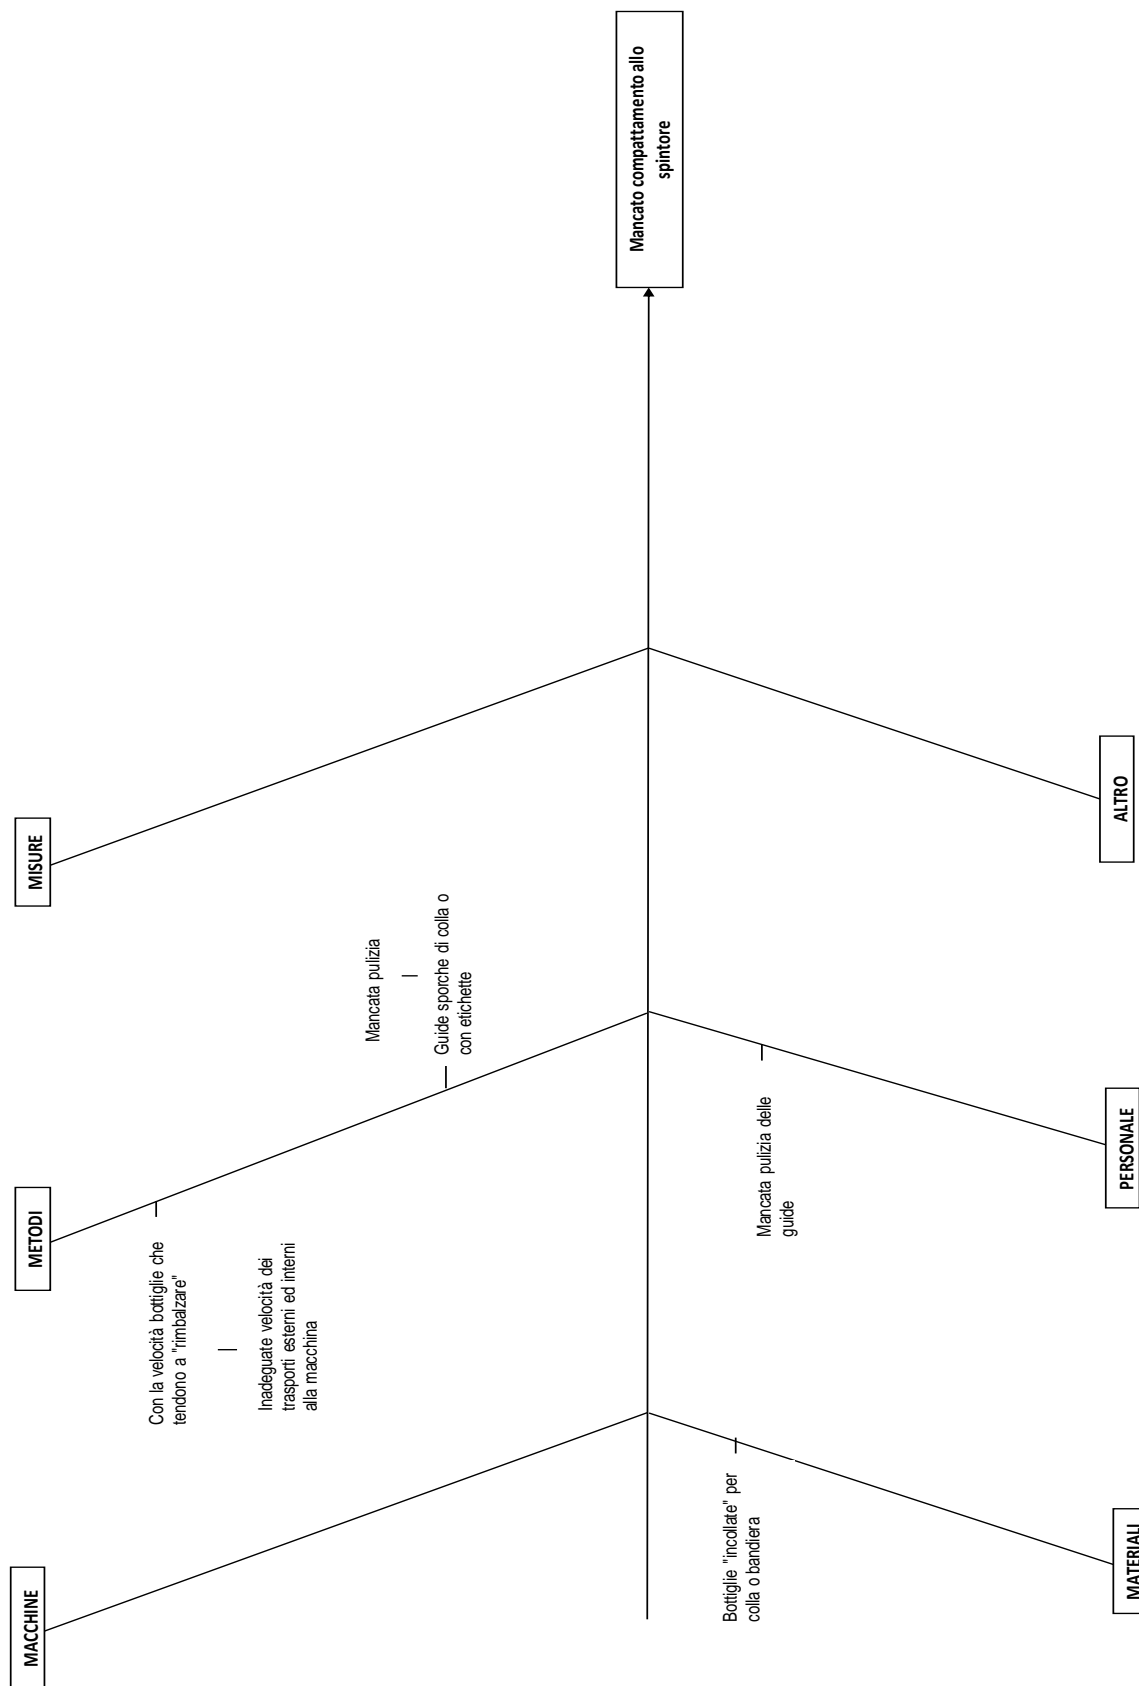 MACCHINE
METODI
MISURE
Con la velocità bottiglie che
tendono a "rimbalzare"
Inadeguate velocità dei
trasporti esterni ed interni
alla macchina
Mancata pulizia
Guide sporche di colla o
con etichette
Mancato compattamento allo
spintore
Bottiglie "incollate" per
colla o bandiera
Mancata pulizia delle
guide
MATERIALI
PERSONALE
ALTRO